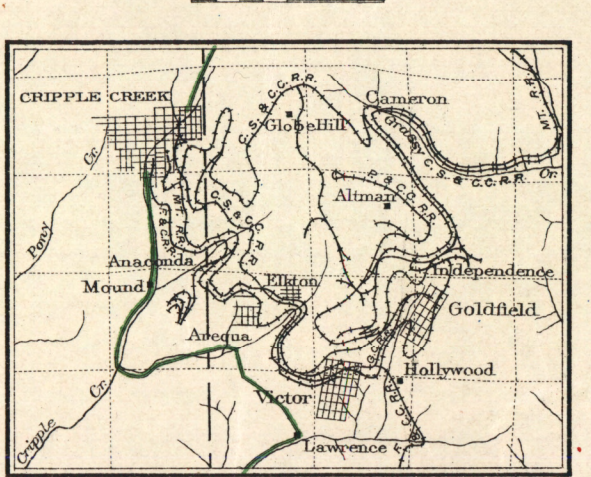 CRIPPLE CREEK
C. S. & C. C. R. R.
Globe Hill
Cameron
Grassy
C. S. & C. C. R. R.
Cr.
MT. R.R.
Cr.
Pony
F. & C.C. R.R.
MT. R.R.
C. S. & C. C. R. R.
Altman
F. & C. C. R. R.
Anaconda
Mound
Elkton
Independence
Goldfield
Arequa
Hollywood
Victor
Lawrence
F. & C. C. R. R.
Cripple
Cr.